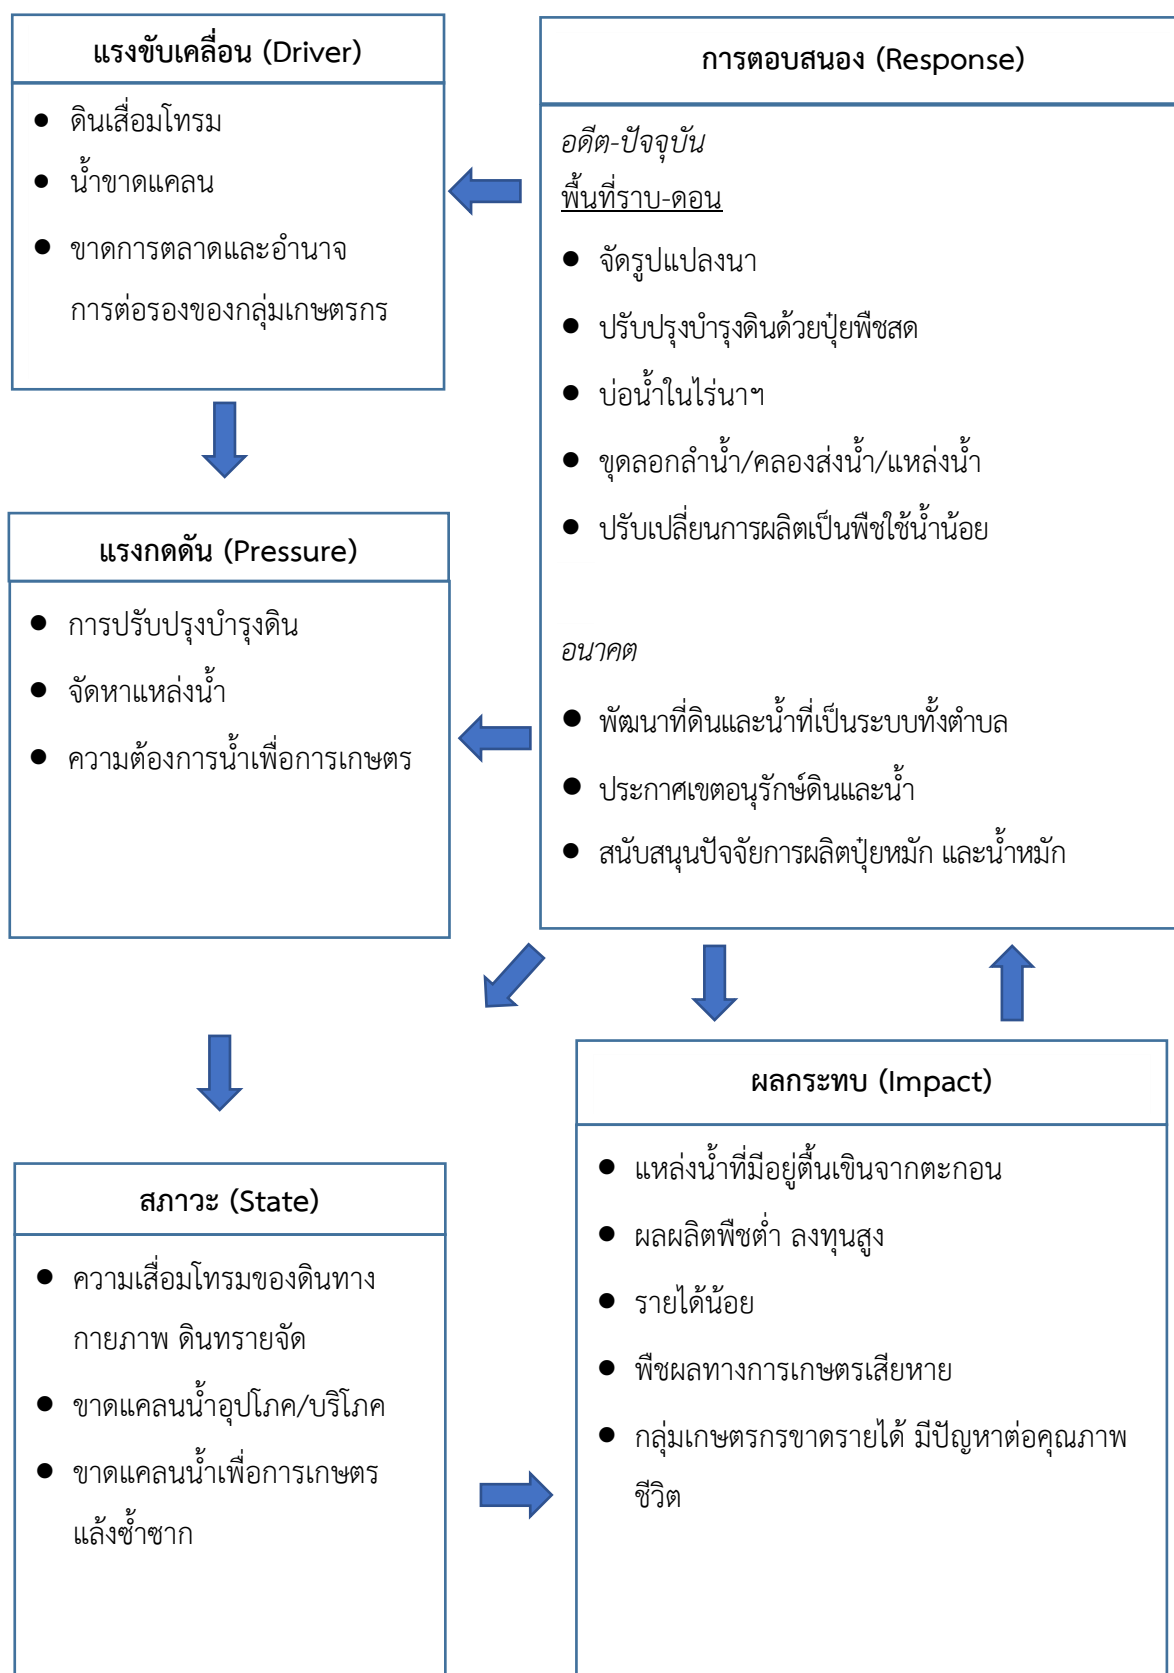 แรงขับเคลื่อน (Driver)
● ดินเสื่อมโทรม
● น้ำขาดแคลน
● ขาดการตลาดและอำนาจ
การต่อรองของกลุ่มเกษตรกร
การตอบสนอง (Response)
อดีต-ปัจจุบัน
พื้นที่ราบ-ดอน
● จัดรูปแปลงนา
● ปรับปรุงบำรุงดินด้วยปุ๋ยพืชสด
● บ่อน้ำในไร่นาฯ
● ขุดลอกลำน้ำ/คลองส่งน้ำ/แหล่งน้ำ
● ปรับเปลี่ยนการผลิตเป็นพืชใช้น้ำน้อย
อนาคต
● พัฒนาที่ดินและน้ำที่เป็นระบบทั้งตำบล
● ประกาศเขตอนุรักษ์ดินและน้ำ
● สนับสนุนปัจจัยการผลิตปุ๋ยหมัก และน้ำหมัก
แรงกดดัน (Pressure)
● การปรับปรุงบำรุงดิน
● จัดหาแหล่งน้ำ
● ความต้องการน้ำเพื่อการเกษตร
สภาวะ (State)
● ความเสื่อมโทรมของดินทาง
กายภาพ ดินทรายจัด
● ขาดแคลนน้ำอุปโภค/บริโภค
● ขาดแคลนน้ำเพื่อการเกษตร
แล้งซ้ำซาก
ผลกระทบ (Impact)
● แหล่งน้ำที่มีอยู่ตื้นเขินจากตะกอน
● ผลผลิตพืชต่ำ ลงทุนสูง
● รายได้น้อย
● พืชผลทางการเกษตรเสียหาย
● กลุ่มเกษตรกรขาดรายได้ มีปัญหาต่อคุณภาพ
ชีวิต